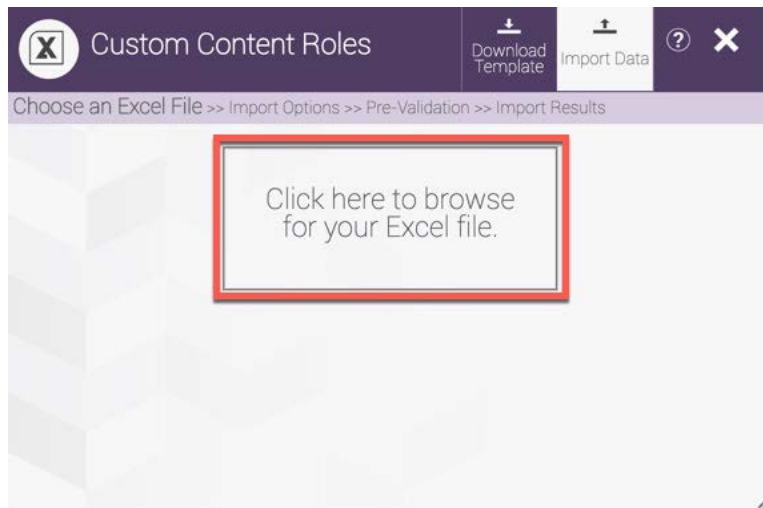 X
Custom Content Roles
Download
Template
Import Data
?
Choose an Excel File >> Import Options >> Pre-Validation >> Import Results
Click here to browse
for your Excel file.